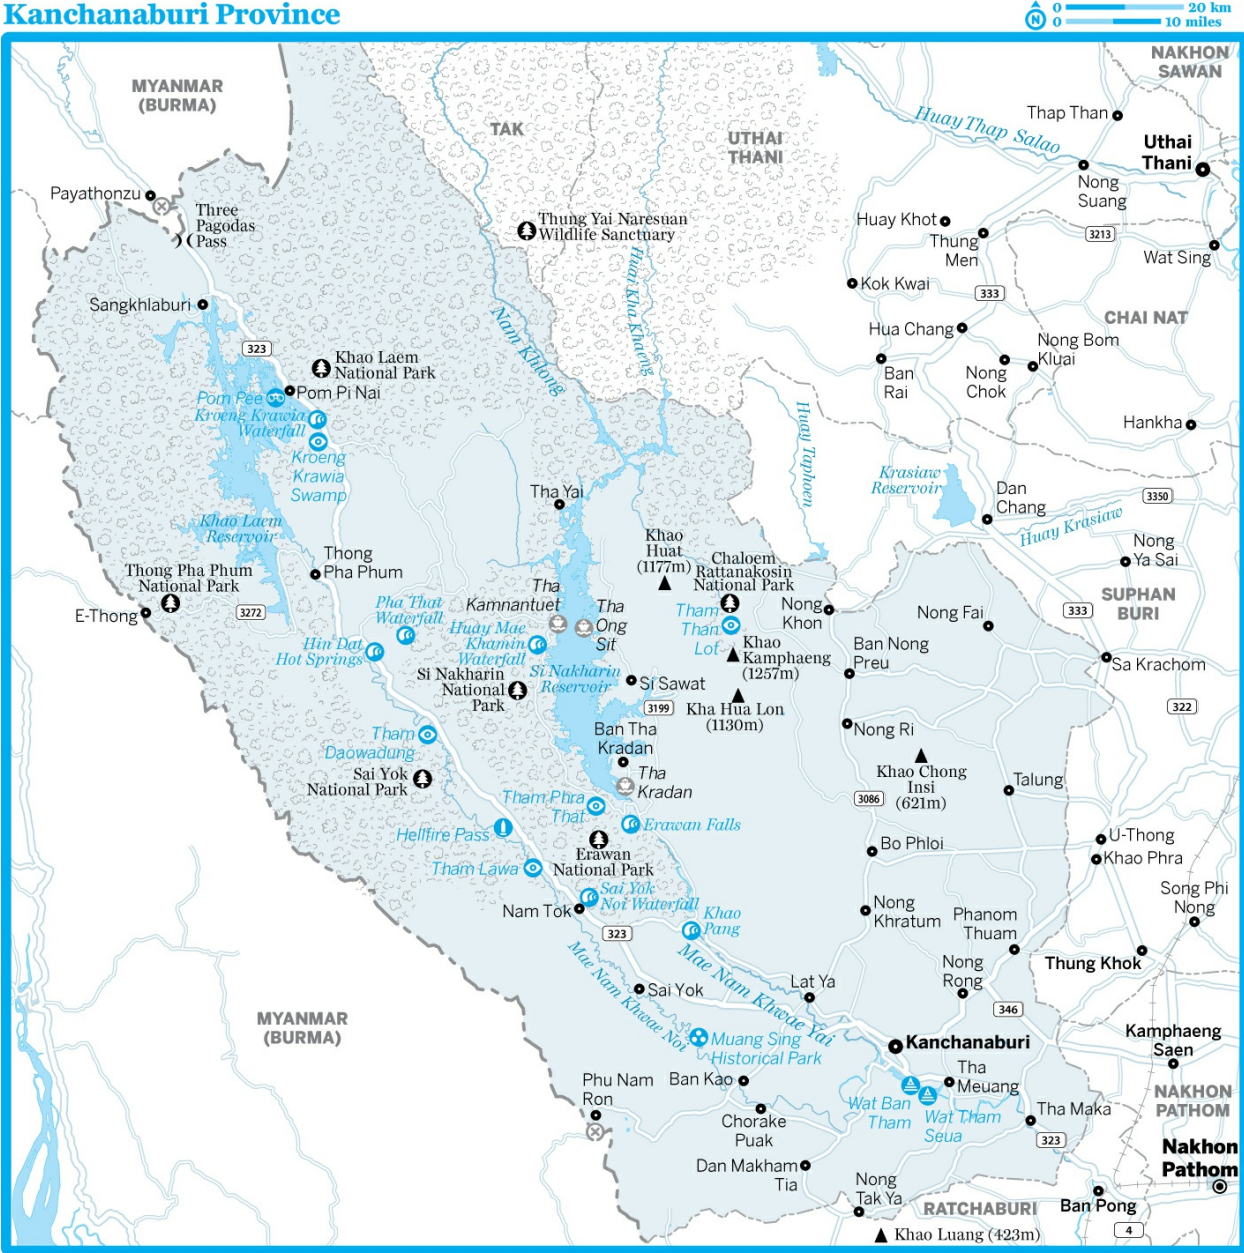 Kanchanaburi Province
0 20 km
0 10 miles
N
NAKHON
SAWAN
MYANMAR
(BURMA)
TAK
UTHAI
THANI
Thap Than
Huay Thap Salao
Uthai
Thani
Nong
Suang
Payathonzu
Three
Pagodas
Pass
Thung Yai Naresuan
Wildlife Sanctuary
Huay Khot
Thung
Men
3213
Wat Sing
Huai Kha Khaeng
Kok Kwai
333
Sangkhlaburi
Nam Khlong
Hua Chang
CHAI NAT
Nong Bom
Kluai
323
Khao Laem
National Park
Ban
Rai
Nong
Chok
Pom Pi Nai
Pom Pee
Kroeng Krawia
Waterfall
Huay Taphoen
Hankha
Kroeng
Krawia
Swamp
Krasiaw
Reservoir
Dan
Chang
3350
Tha Yai
Huay Krasiaw
Khao Laem
Reservoir
Khao
Huat
(1177m)
Chaloem
Rattanakosin
National Park
Nong
Ya Sai
Thong
Pha Phum
Thong Pha Phum
National Park
E-Thong
3272
Pha That
Waterfall
Tha
Kamnantuet
Tha
Ong
Sit
Tham
Than
Lot
Nong
Khon
Nong Fai
333
SUPHAN
BURI
Hin Dat
Hot Springs
Huay Mae
Khamin
Waterfall
Khao
Kamphaeng
(1257m)
Ban Nong
Preu
Sa Krachom
Si Nakharin
National
Park
Si Nakharin
Reservoir
Si Sawat
3199
Kha Hua Lon
(1130m)
322
Tham
Daowadung
Ban Tha
Kradan
Nong Ri
Sai Yok
National Park
Tha
Kradan
Khao Chong
Insi
(621m)
Talung
Tham Phra
That
3086
Hellfire Pass
Erawan Falls
U-Thong
Erawan
National Park
Bo Phloi
Khao Phra
Tham Lawa
Song Phi
Nong
Sai Yok
Noi Waterfall
Nam Tok
Khao
Pang
Nong
Khratum
Phanom
Thuam
323
Mae Nam Khwae Noi
Mae Nam Khwae Yai
Thung Khok
Nong
Rong
Sai Yok
Lat Ya
346
MYANMAR
(BURMA)
Muang Sing
Historical Park
Kanchanaburi
Kamphaeng
Saen
Phu Nam
Ron
Ban Kao
Tha
Meuang
NAKHON
PATHOM
Chorake
Puak
Wat Ban
Tham
Wat Tham
Seua
Tha Maka
323
Nakhon
Pathom
Dan Makham
Tia
Nong
Tak Ya
RATCHABURI
Ban Pong
Khao Luang (423m)
4